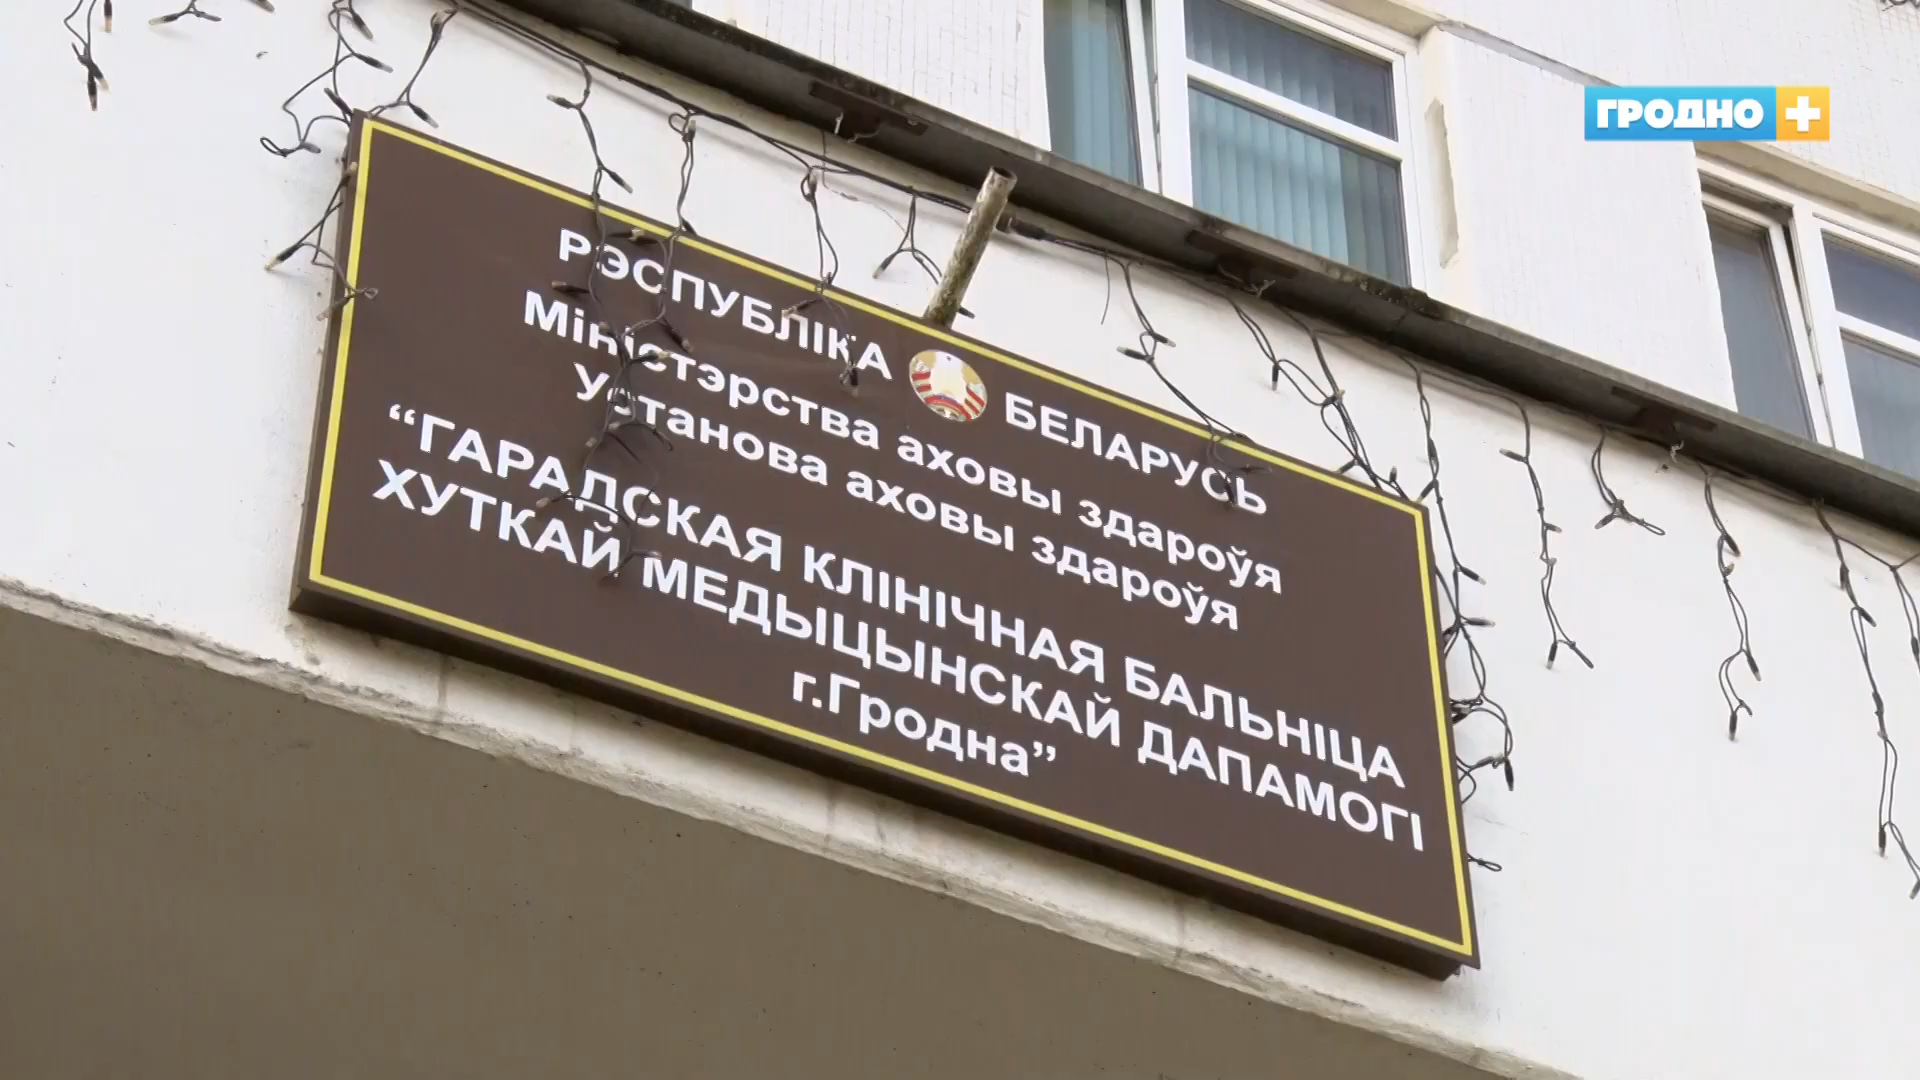 ГРОДНО +
РЭСПУБЛІКА БЕЛАРУСЬ
Міністэрства аховы здароўя
Установа аховы здароўя
“ГАРАДСКАЯ КЛІНІЧНАЯ БАЛЬНІЦА
ХУТКАЙ МЕДЫЦЫНСКАЙ ДАПАМОГІ
г.Гродна”